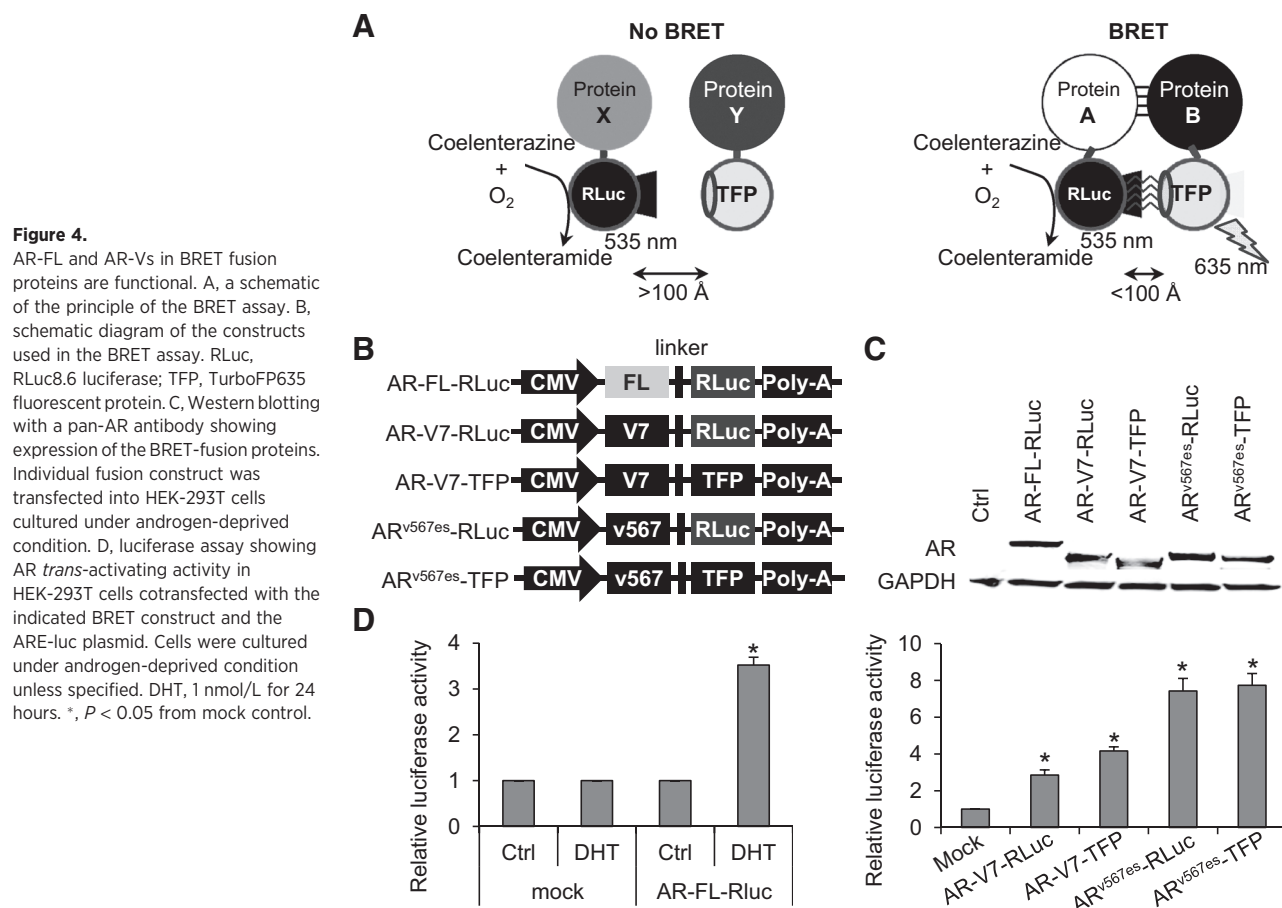 Figure 4.
AR-FL and AR-Vs in BRET fusion
proteins are functional. A, a schematic
of the principle of the BRET assay. B,
schematic diagram of the constructs
used in the BRET assay. RLuc,
RLuc8.6 luciferase; TFP, TurboFP635
fluorescent protein. C, Western blotting
with a pan-AR antibody showing
expression of the BRET-fusion proteins.
Individual fusion construct was
transfected into HEK-293T cells
cultured under androgen-deprived
condition. D, luciferase assay showing
AR trans-activating activity in
HEK-293T cells cotransfected with the
indicated BRET construct and the
ARE-luc plasmid. Cells were cultured
under androgen-deprived condition
unless specified. DHT, 1 nmol/L for 24
hours. *, P < 0.05 from mock control.
A
No BRET
Protein
X
Protein
Y
Coelenterazine
+
O2
RLuc
TFP
535 nm
Coelenteramide
>100 Å
BRET
Protein
A
Protein
B
Coelenterazine
+
O2
RLuc
TFP
535 nm
635 nm
Coelenteramide
<100 Å
B
linker
AR-FL-RLuc CMV FL RLuc Poly-A
AR-V7-RLuc CMV V7 RLuc Poly-A
AR-V7-TFP CMV V7 TFP Poly-A
ARv567es-RLuc CMV v567 RLuc Poly-A
ARv567es-TFP CMV v567 TFP Poly-A
C
Ctrl
AR-FL-RLuc
AR-V7-RLuc
AR-V7-TFP
ARv567es-RLuc
ARv567es-TFP
AR
GAPDH
D
Relative luciferase activity
4
3
2
1
0
*
Ctrl DHT Ctrl DHT
mock AR-FL-Rluc
Relative luciferase activity
10
8
6
4
2
0
* * * *
Mock
AR-V7-RLuc
AR-V7-TFP
ARv567es-RLuc
ARv567es-TFP